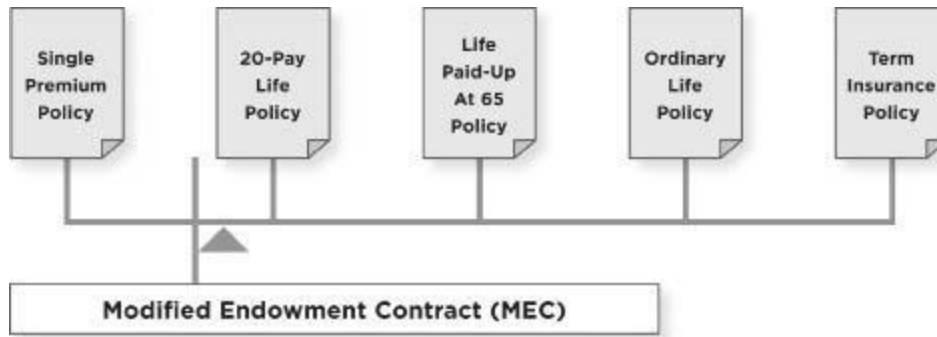 Single
Premium
Policy
20-Pay
Life
Policy
Life
Paid-Up
At 65
Policy
Ordinary
Life
Policy
Term
Insurance
Policy
Modified Endowment Contract (MEC)